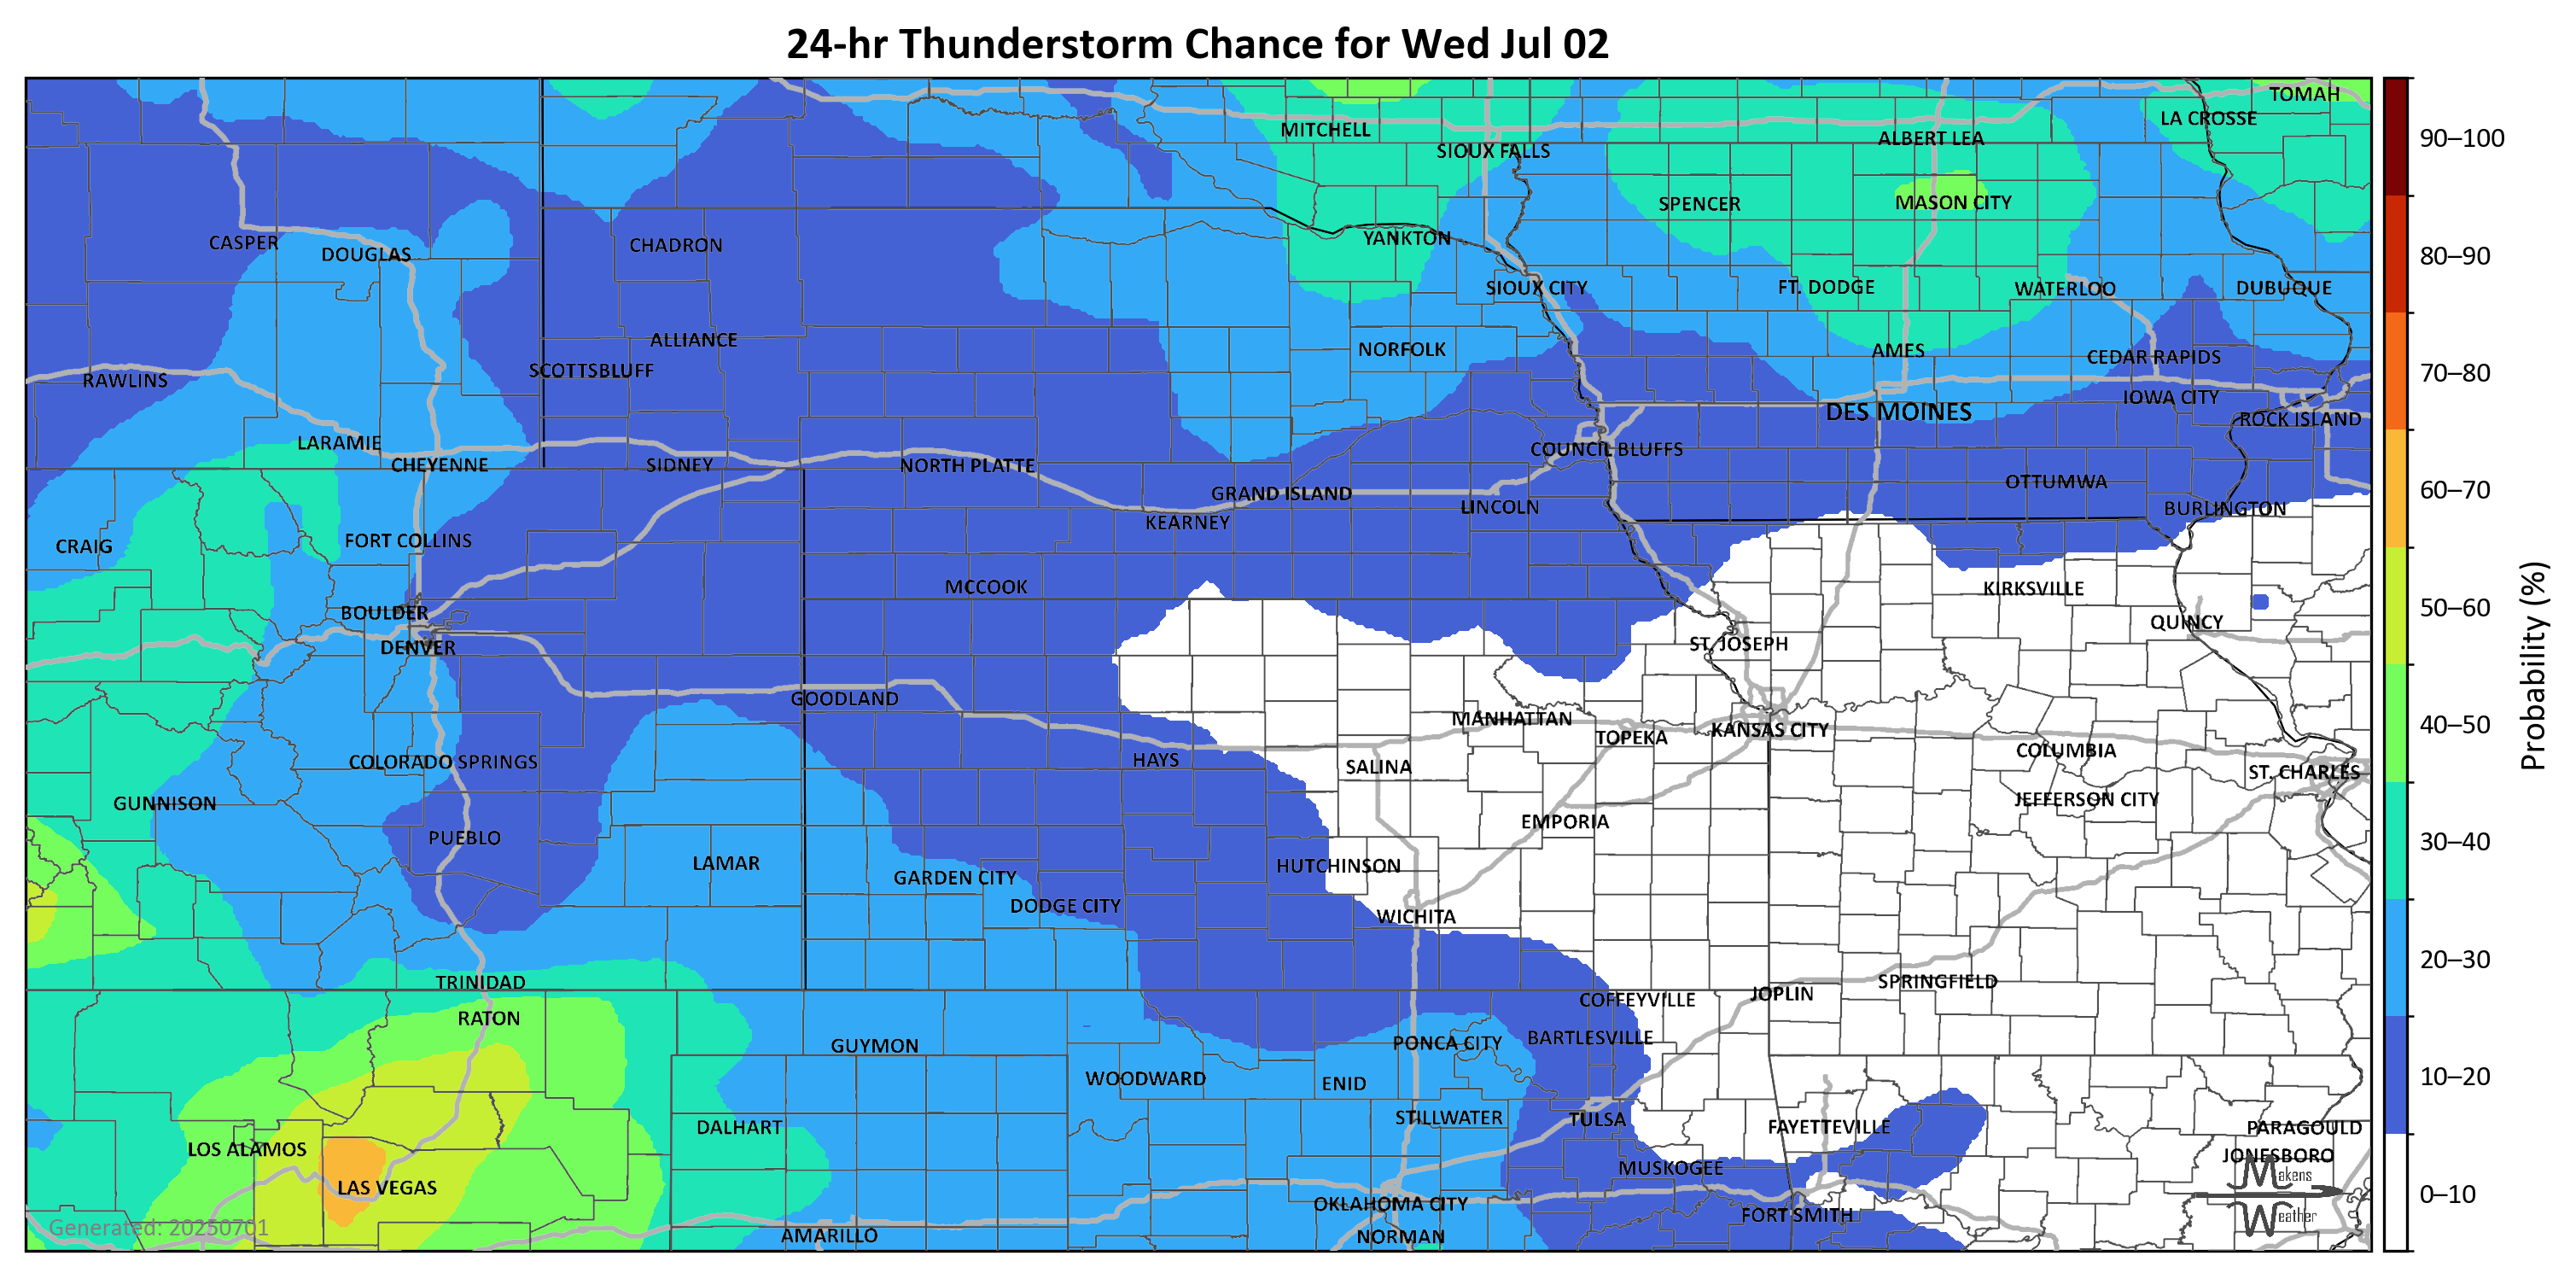 24-hr Thunderstorm Chance for Wed Jul 02
TOMAH
LA CROSSE
MITCHELL
ALBERT LEA
SIOUX FALLS
SPENCER
MASON CITY
YANKTON
CASPER
CHADRON
DOUGLAS
SIOUX CITY
FT. DODGE
WATERLOO
DUBUQUE
ALLIANCE
NORFOLK
AMES
CEDAR RAPIDS
SCOTTSBLUFF
RAWLINS
IOWA CITY
DES MOINES
ROCK ISLAND
LARAMIE
COUNCIL BLUFFS
CHEYENNE
SIDNEY
NORTH PLATTE
OTTUMWA
GRAND ISLAND
LINCOLN
BURLINGTON
KEARNEY
FORT COLLINS
CRAIG
MCCOOK
KIRKSVILLE
BOULDER
QUINCY
DENVER
ST. JOSEPH
GOODLAND
MANHATTAN
KANSAS CITY
TOPEKA
COLUMBIA
HAYS
COLORADO SPRINGS
SALINA
ST. CHARLES
JEFFERSON CITY
GUNNISON
EMPORIA
PUEBLO
LAMAR
HUTCHINSON
GARDEN CITY
DODGE CITY
WICHITA
TRINIDAD
SPRINGFIELD
JOPLIN
COFFEYVILLE
RATON
BARTLESVILLE
PONCA CITY
GUYMON
WOODWARD
ENID
STILLWATER
TULSA
DALHART
FAYETTEVILLE
PARAGOULD
LOS ALAMOS
JONESBORO
MUSKOGEE
LAS VEGAS
OKLAHOMA CITY
FORT SMITH
AMARILLO
NORMAN
Generated: 20250701
Makens
Weather
90–100
80–90
70–80
60–70
50–60
40–50
30–40
20–30
10–20
0–10
Probability (%)